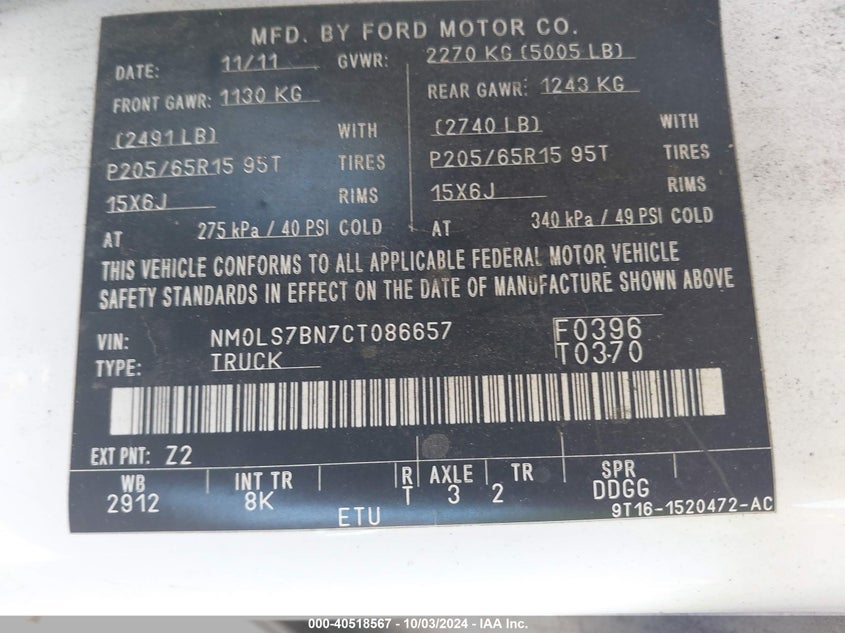 MFD. BY FORD MOTOR CO.
DATE: 11/11 GVWR: 2270 KG (5005 LB)
FRONT GAWR: 1130 KG REAR GAWR: 1243 KG
(2491 LB) WITH (2740 LB) WITH
P205/65R15 95T TIRES P205/65R15 95T TIRES
15X6J RIMS 15X6J RIMS
AT 275 kPa / 40 PSI COLD AT 340 kPa / 49 PSI COLD
THIS VEHICLE CONFORMS TO ALL APPLICABLE FEDERAL MOTOR VEHICLE
SAFETY STANDARDS IN EFFECT ON THE DATE OF MANUFACTURE SHOWN ABOVE
VIN: NM0LS7BN7CT086657 F0396
TYPE: TRUCK T0370
EXT PNT: Z2
WB INT TR R AXLE TR SPR
2912 8K T 3 2 DDGG
ETU 9T16-1520472-AC
000-40518567 - 10/03/2024 - IAA Inc.